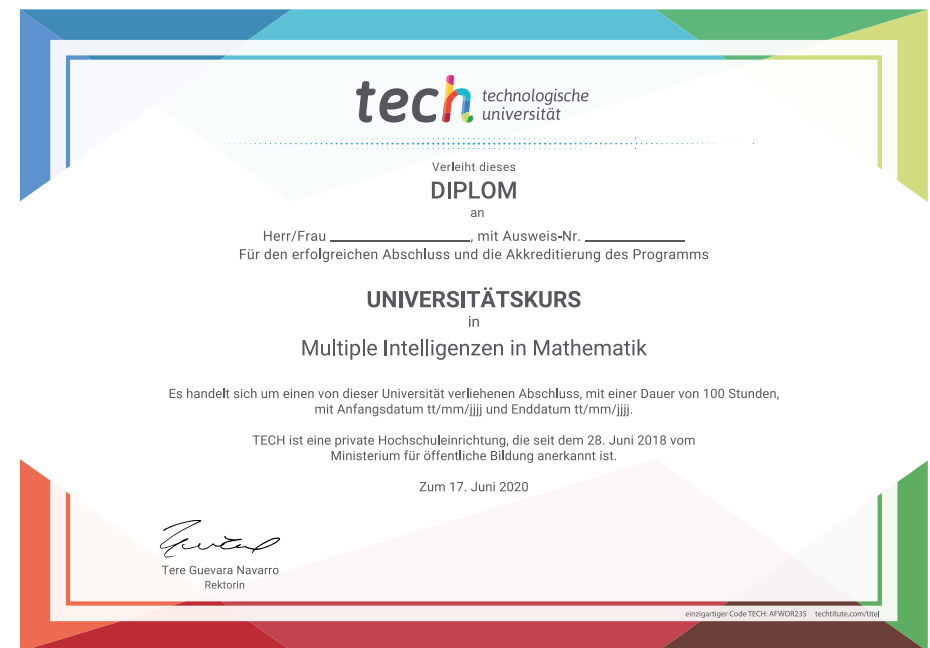 tech technologische
universität
Verleiht dieses
DIPLOM
an
Herr/Frau ____________________, mit Ausweis-Nr. ______________
Für den erfolgreichen Abschluss und die Akkreditierung des Programms
UNIVERSITÄTSKURS
in
Multiple Intelligenzen in Mathematik
Es handelt sich um einen von dieser Universität verliehenen Abschluss, mit einer Dauer von 100 Stunden,
mit Anfangsdatum tt/mm/jjjj und Enddatum tt/mm/jjjj.
TECH ist eine private Hochschuleinrichtung, die seit dem 28. Juni 2018 vom
Ministerium für öffentliche Bildung anerkannt ist.
Zum 17. Juni 2020
Tere Guevara Navarro
Rektorin
einzigartiger Code TECH: AFWOR23S techtitute.com/titel